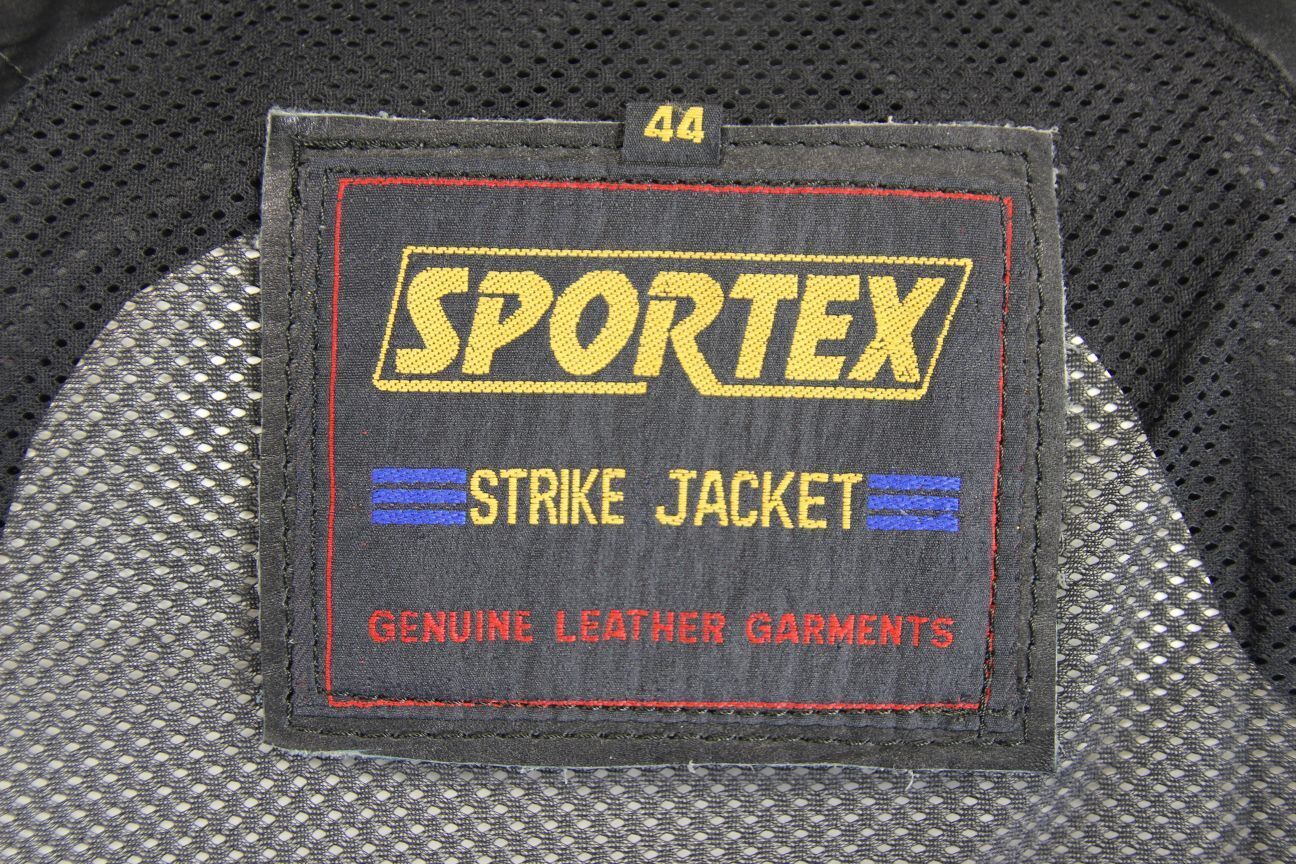 44
SPORTEX
STRIKE JACKET
GENUINE LEATHER GARMENTS